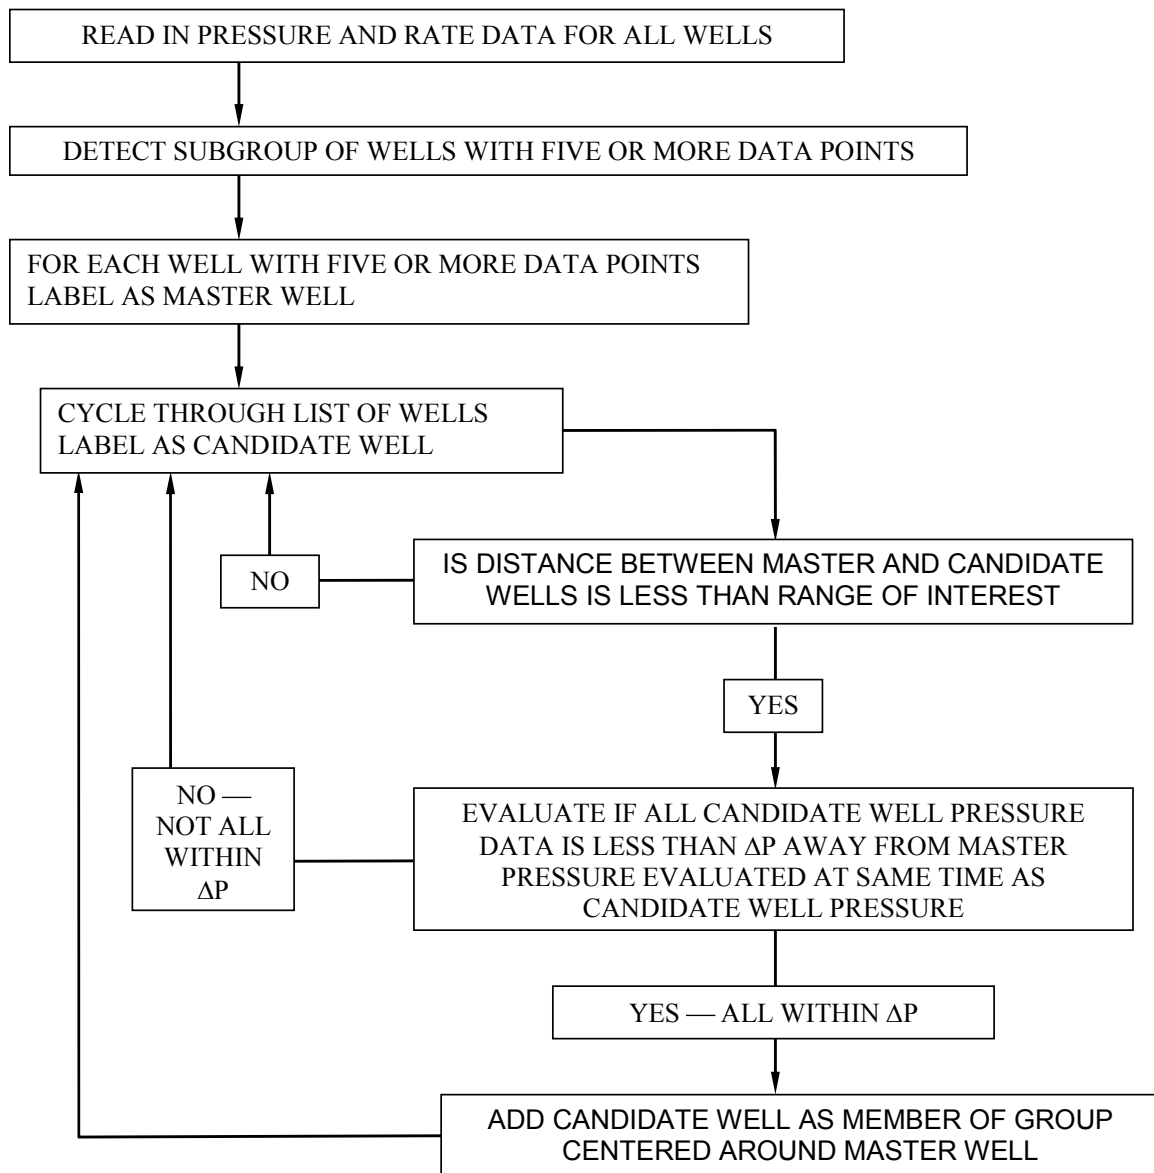 READ IN PRESSURE AND RATE DATA FOR ALL WELLS
DETECT SUBGROUP OF WELLS WITH FIVE OR MORE DATA POINTS
FOR EACH WELL WITH FIVE OR MORE DATA POINTS
LABEL AS MASTER WELL
CYCLE THROUGH LIST OF WELLS
LABEL AS CANDIDATE WELL
NO
IS DISTANCE BETWEEN MASTER AND CANDIDATE
WELLS IS LESS THAN RANGE OF INTEREST
YES
NO —
NOT ALL
WITHIN
ΔP
EVALUATE IF ALL CANDIDATE WELL PRESSURE
DATA IS LESS THAN ΔP AWAY FROM MASTER
PRESSURE EVALUATED AT SAME TIME AS
CANDIDATE WELL PRESSURE
YES — ALL WITHIN ΔP
ADD CANDIDATE WELL AS MEMBER OF GROUP
CENTERED AROUND MASTER WELL